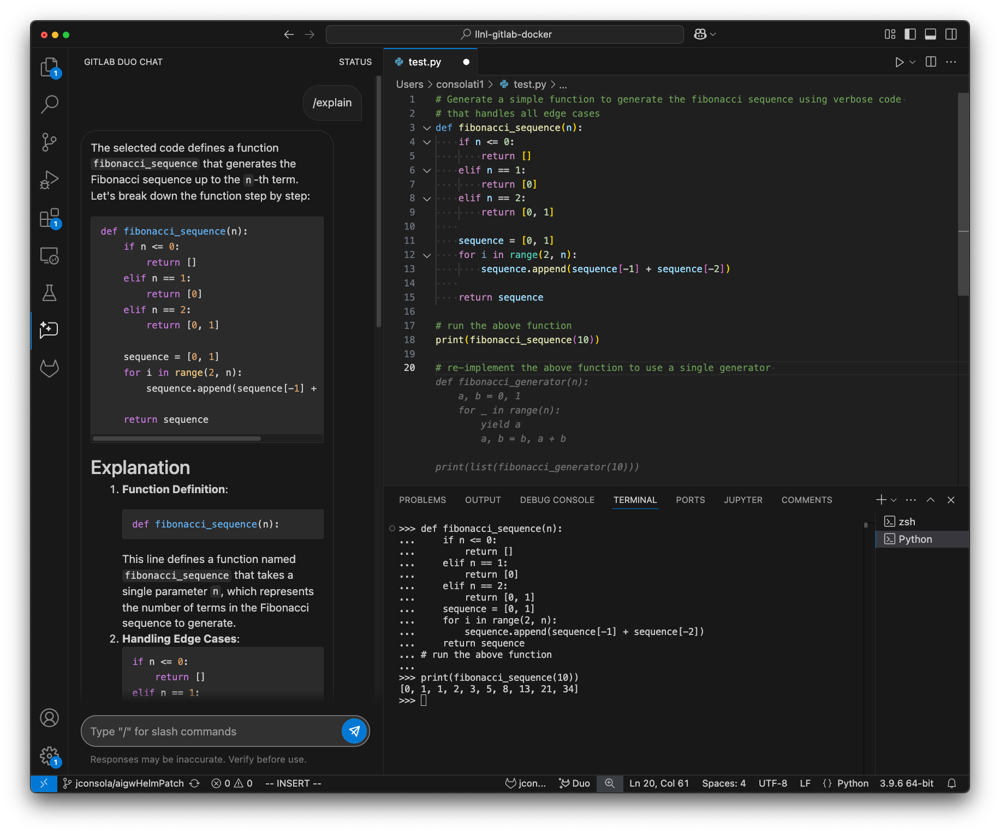 llnl-gitlab-docker
1
1
1
GITLAB DUO CHAT
STATUS
/explain
The selected code defines a function
fibonacci_sequence that generates the
Fibonacci sequence up to the n-th term.
Let's break down the function step by step:
def fibonacci_sequence(n):
    if n <= 0:
        return []
    elif n == 1:
        return [0]
    elif n == 2:
        return [0, 1]
    sequence = [0, 1]
    for i in range(2, n):
        sequence.append(sequence[-1] +
    return sequence
Explanation
1. Function Definition:
def fibonacci_sequence(n):
This line defines a function named
fibonacci_sequence that takes a
single parameter n, which represents
the number of terms in the Fibonacci
sequence to generate.
2. Handling Edge Cases:
if n <= 0:
    return []
elif n == 1:
Type "/" for slash commands
Responses may be inaccurate. Verify before use.
test.py
Users > consolati1 > test.py > ...
1 # Generate a simple function to generate the fibonacci sequence using verbose code
2 # that handles all edge cases
3 def fibonacci_sequence(n):
4     if n <= 0:
5         return []
6     elif n == 1:
7         return [0]
8     elif n == 2:
9         return [0, 1]
10
11     sequence = [0, 1]
12     for i in range(2, n):
13         sequence.append(sequence[-1] + sequence[-2])
14
15     return sequence
16
17 # run the above function
18 print(fibonacci_sequence(10))
19
20 # re-implement the above function to use a single generator
def fibonacci_generator(n):
    a, b = 0, 1
    for _ in range(n):
        yield a
        a, b = b, a + b
print(list(fibonacci_generator(10)))
PROBLEMS OUTPUT DEBUG CONSOLE TERMINAL PORTS JUPYTER COMMENTS
zsh
Python
>>> def fibonacci_sequence(n):
...     if n <= 0:
...         return []
...     elif n == 1:
...         return [0]
...     elif n == 2:
...         return [0, 1]
...     sequence = [0, 1]
...     for i in range(2, n):
...         sequence.append(sequence[-1] + sequence[-2])
...     return sequence
... # run the above function
...
>>> print(fibonacci_sequence(10))
[0, 1, 1, 2, 3, 5, 8, 13, 21, 34]
>>>
jconsola/aigwHelmPatch 0 0 -- INSERT -- jcon... Duo Ln 20, Col 61 Spaces: 4 UTF-8 LF {} Python 3.9.6 64-bit